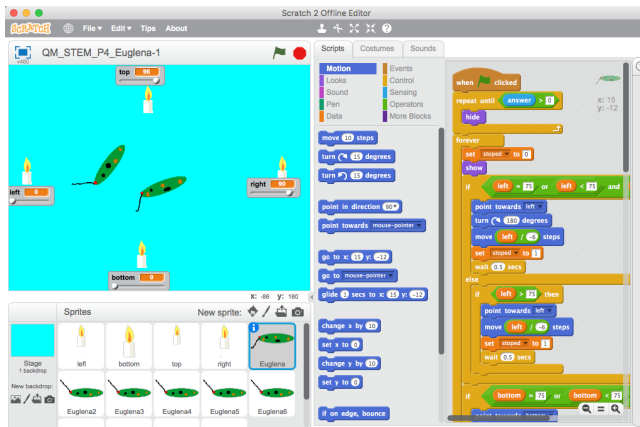 Scratch 2 Offline Editor
SCRATCH File Edit Tips About
QM_STEM_P4_Euglena-1
v460
top 96
left 0
right 90
bottom 0
x: -86 y: 180
Sprites New sprite:
Stage
1 backdrop
New backdrop:
left
bottom
top
right
Euglena
Euglena2
Euglena3
Euglena4
Euglena5
Euglena6
Scripts Costumes Sounds
Motion Events
Looks Control
Sound Sensing
Pen Operators
Data More Blocks
move 10 steps
turn 15 degrees
turn 15 degrees
point in direction 90
point towards mouse-pointer
go to x: 15 y: -12
go to mouse-pointer
glide 1 secs to x: 15 y: -12
change x by 10
set x to 0
change y by 10
set y to 0
if on edge, bounce
x: 15
y: -12
when clicked
repeat until answer > 0
hide
forever
set stoped to 0
show
if left = 75 or left < 75 and
point towards left
turn 180 degrees
move left / -6 steps
set stoped to 1
wait 0.5 secs
else
if left > 75 then
point towards left
move left / -6 steps
set stoped to 1
wait 0.5 secs
if bottom = 75 or bottom < 75
point towards bottom